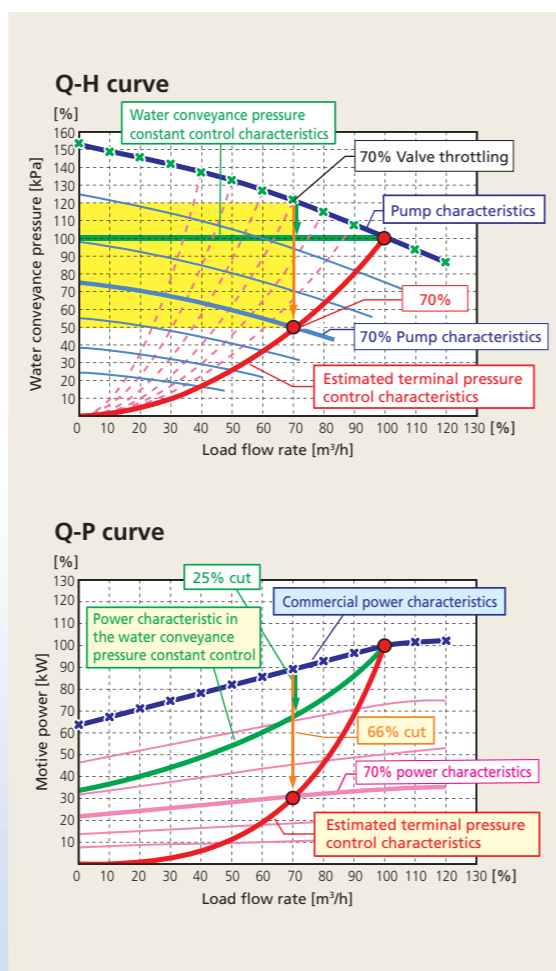 Q-H curve
[%]
Water conveyance pressure [kPa]
160
150
140
130
120
110
100
90
80
70
60
50
40
30
20
10
Water conveyance pressure
constant control characteristics
70% Valve throttling
Pump characteristics
70%
70% Pump characteristics
Estimated terminal pressure
control characteristics
0 10 20 30 40 50 60 70 80 90 100 110 120 130 [%]
Load flow rate [m³/h]
Q-P curve
[%]
Motive power [kW]
130
120
110
100
90
80
70
60
50
40
30
20
10
25% cut
Commercial power characteristics
Power characteristic in
the water conveyance
pressure constant control
66% cut
70% power characteristics
Estimated terminal pressure
control characteristics
0 10 20 30 40 50 60 70 80 90 100 110 120 130 [%]
Load flow rate [m³/h]